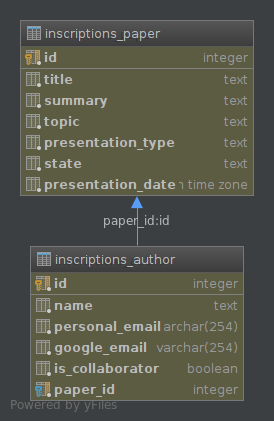 inscriptions_paper
id integer
title text
summary text
topic text
presentation_type text
state text
presentation_date time zone
paper_id:id
inscriptions_author
id integer
name text
personal_email archar(254)
google_email varchar(254)
is_collaborator boolean
paper_id integer
Powered by yFiles